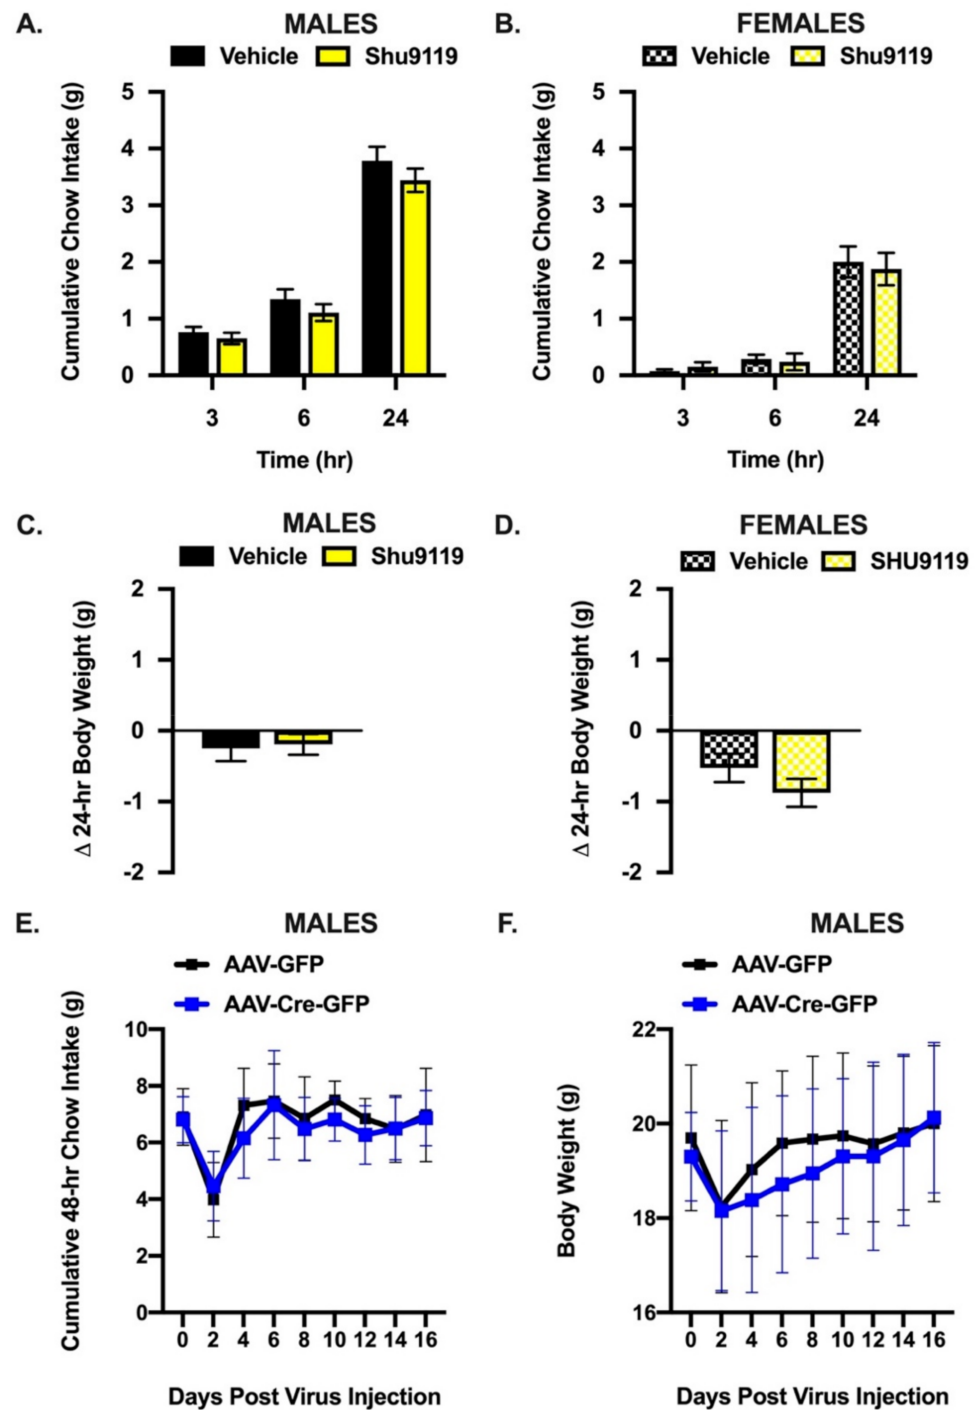 A.
MALES
Vehicle Shu9119
Cumulative Chow Intake (g)
5
4
3
2
1
0
3 6 24
Time (hr)
B.
FEMALES
Vehicle Shu9119
Cumulative Chow Intake (g)
5
4
3
2
1
0
3 6 24
Time (hr)
C.
MALES
Vehicle Shu9119
Δ 24-hr Body Weight (g)
2
1
0
-1
-2
D.
FEMALES
Vehicle SHU9119
Δ 24-hr Body Weight (g)
2
1
0
-1
-2
E.
MALES
AAV-GFP
AAV-Cre-GFP
Cumulative 48-hr Chow Intake (g)
10
8
6
4
2
0
0 2 4 6 8 10 12 14 16
Days Post Virus Injection
F.
MALES
AAV-GFP
AAV-Cre-GFP
Body Weight (g)
22
20
18
16
0 2 4 6 8 10 12 14 16
Days Post Virus Injection